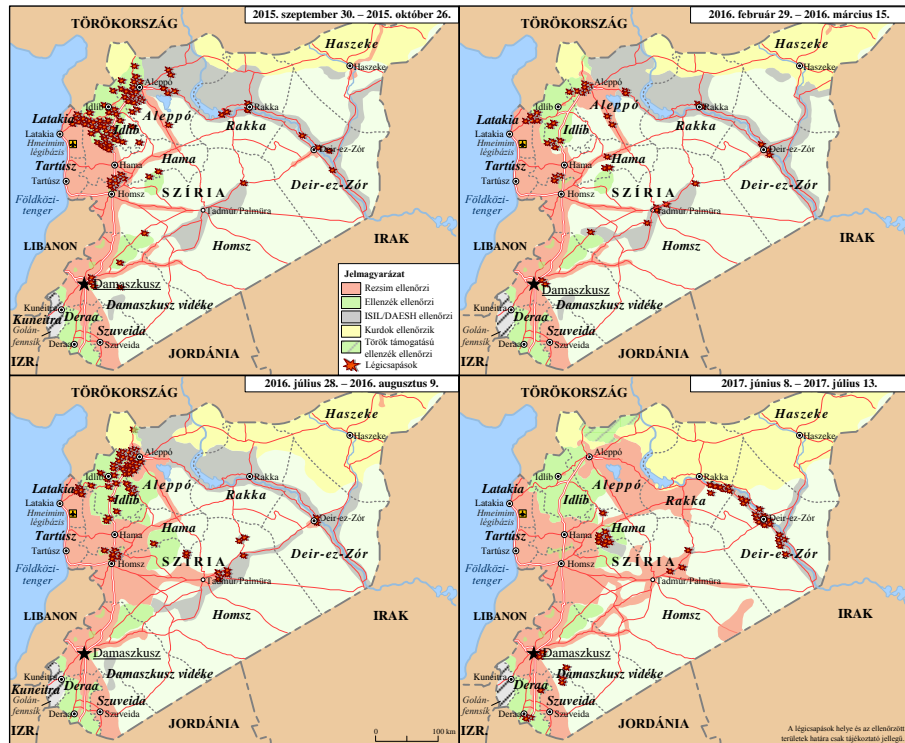 2015. szeptember 30. – 2015. október 26.
TÖRÖKORSZÁG
Haszeke
Haszeke
Aleppó
Idlib
Rakka
Aleppó
Latakia
Idlib
Rakka
Latakia
Hmeimim
légibázis
Hama
Deir-ez-Zór
Tartúsz
Hama
Tartúsz
Homsz
SZÍRIA
Deir-ez-Zór
Földközi-
tenger
Tadmúr/Palmüra
LIBANON
Homsz
IRAK
Damaszkusz
Damaszkusz vidéke
Kuneitra
Kuneitra
Deraa
Golán-
fennsík
Szuveida
Deraa
Szuveida
IZR.
JORDÁNIA
Jelmagyarázat
Rezsim ellenőrzi
Ellenzék ellenőrzi
ISIL/DAESH ellenőrzi
Kurdok ellenőrzik
Török támogatású
ellenzék ellenőrzi
Légicsapások
2016. február 29. – 2016. március 15.
TÖRÖKORSZÁG
Haszeke
Haszeke
Aleppó
Idlib
Rakka
Aleppó
Latakia
Idlib
Rakka
Latakia
Hmeimim
légibázis
Hama
Deir-ez-Zór
Tartúsz
Hama
Tartúsz
Homsz
SZÍRIA
Deir-ez-Zór
Földközi-
tenger
Tadmúr/Palmüra
LIBANON
Homsz
IRAK
Damaszkusz
Damaszkusz vidéke
Kuneitra
Kuneitra
Deraa
Golán-
fennsík
Szuveida
Deraa
Szuveida
IZR.
JORDÁNIA
2016. július 28. – 2016. augusztus 9.
TÖRÖKORSZÁG
Haszeke
Haszeke
Aleppó
Idlib
Rakka
Aleppó
Latakia
Idlib
Rakka
Latakia
Hmeimim
légibázis
Hama
Deir-ez-Zór
Tartúsz
Hama
Tartúsz
Homsz
SZÍRIA
Deir-ez-Zór
Földközi-
tenger
Tadmúr/Palmüra
LIBANON
Homsz
IRAK
Damaszkusz
Damaszkusz vidéke
Kuneitra
Kuneitra
Deraa
Golán-
fennsík
Szuveida
Deraa
Szuveida
IZR.
JORDÁNIA
0 100 km
2017. június 8. – 2017. július 13.
TÖRÖKORSZÁG
Haszeke
Haszeke
Aleppó
Idlib
Rakka
Aleppó
Latakia
Idlib
Rakka
Latakia
Hmeimim
légibázis
Hama
Deir-ez-Zór
Tartúsz
Hama
Tartúsz
Homsz
SZÍRIA
Deir-ez-Zór
Földközi-
tenger
Tadmúr/Palmüra
LIBANON
Homsz
IRAK
Damaszkusz
Damaszkusz vidéke
Kuneitra
Kuneitra
Deraa
Golán-
fennsík
Szuveida
Deraa
Szuveida
IZR.
JORDÁNIA
A légicsapások helye és az ellenőrzött
területek határa csak tájékoztató jellegű.